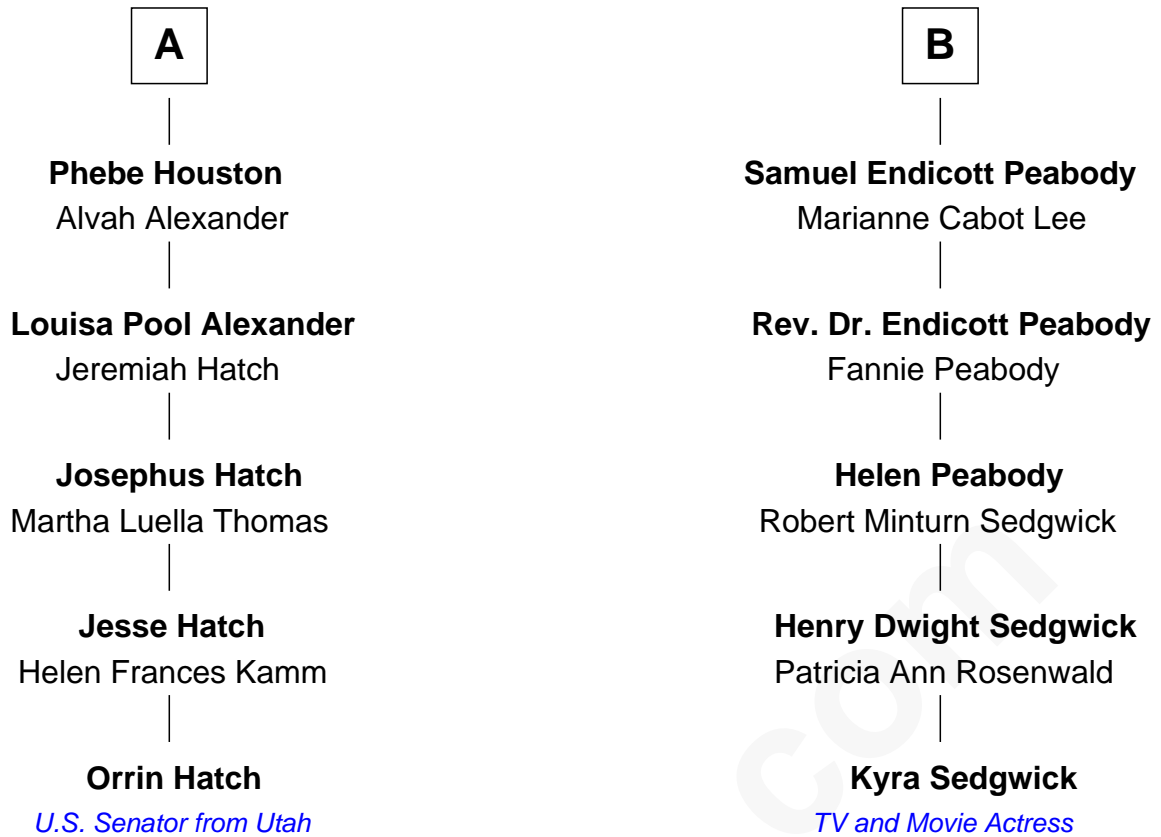 A
Phebe Houston
Alvah Alexander
Louisa Pool Alexander
Jeremiah Hatch
Josephus Hatch
Martha Luella Thomas
Jesse Hatch
Helen Frances Kamm
Orrin Hatch
U.S. Senator from Utah
B
Samuel Endicott Peabody
Marianne Cabot Lee
Rev. Dr. Endicott Peabody
Fannie Peabody
Helen Peabody
Robert Minturn Sedgwick
Henry Dwight Sedgwick
Patricia Ann Rosenwald
Kyra Sedgwick
TV and Movie Actress
com